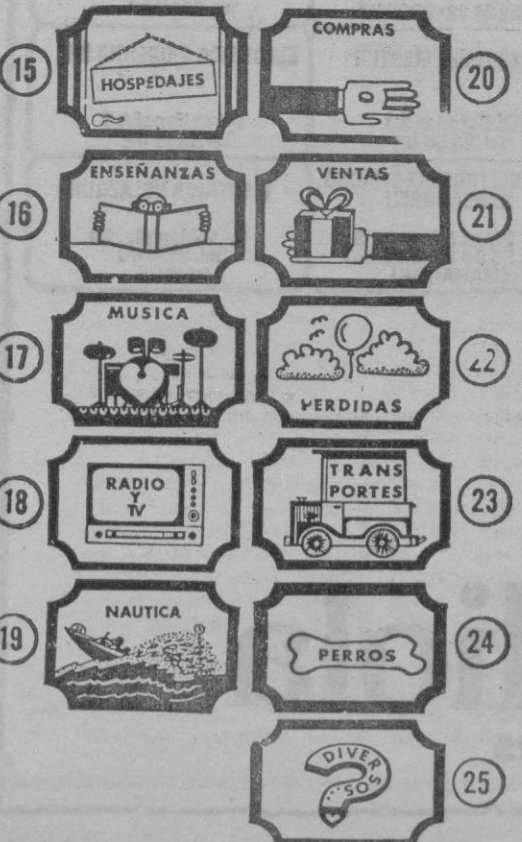 15
HOSPEDAJES
16
ENSEÑANZAS
17
MUSICA
18
RADIO
Y
TV
19
NAUTICA
COMPRAS
20
VENTAS
21
PERDIDAS
22
TRANS
PORTES
23
PERROS
24
DIVER
SOS
25